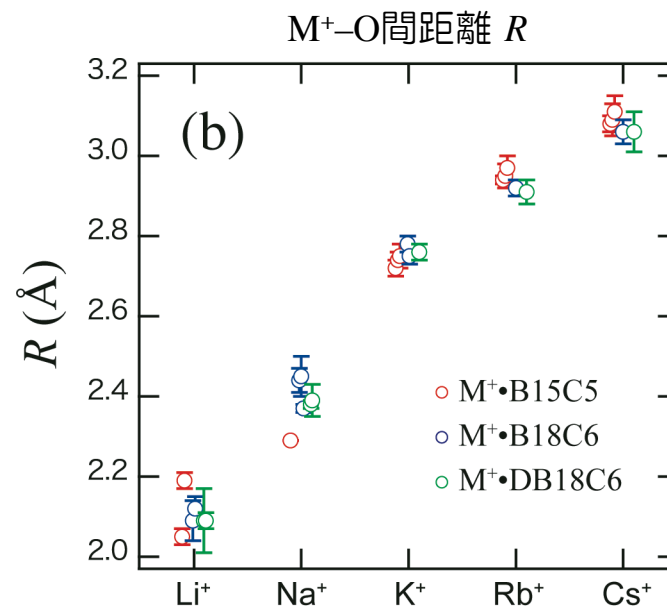 M⁺–O間距離 R
(b)
3.2
3.0
2.8
2.6
2.4
2.2
2.0
R (Å)
M⁺•B15C5
M⁺•B18C6
M⁺•DB18C6
Li⁺ Na⁺ K⁺ Rb⁺ Cs⁺